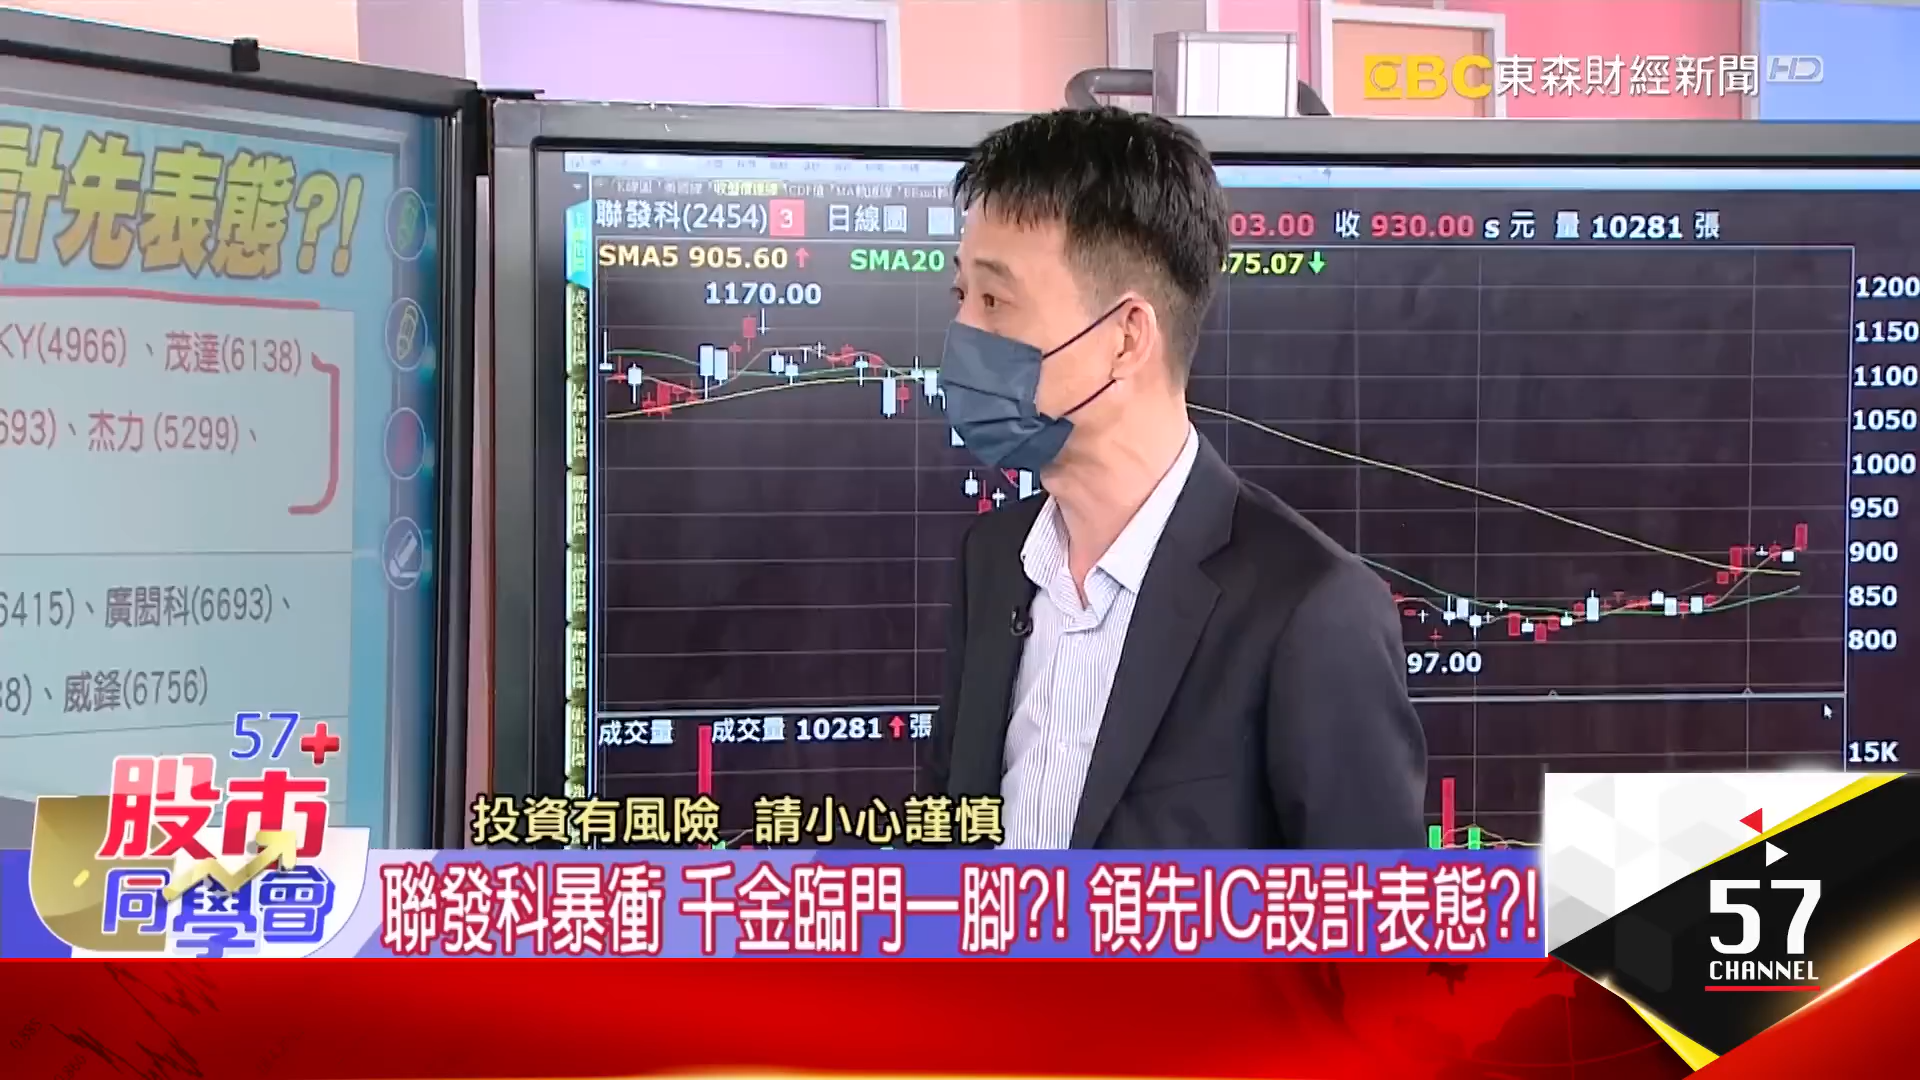 EBC東森財經新聞HD
計先表態?!
KY(4966)、茂達(6138)
693)、杰力(5299)、
6415)、廣閎科(6693)、
38)、威鋒(6756)
聯發科(2454) 3 日線圖
03.00 收 930.00 s 元 量 10281 張
SMA5 905.60↑ SMA20
75.07↓
1170.00
97.00
1200
1150
1100
1050
1000
950
900
850
800
成交量 成交量 10281↑張
15K
57+
股市
同學會
投資有風險 請小心謹慎
聯發科暴衝 千金臨門一腳?! 領先IC設計表態?!
57
CHANNEL